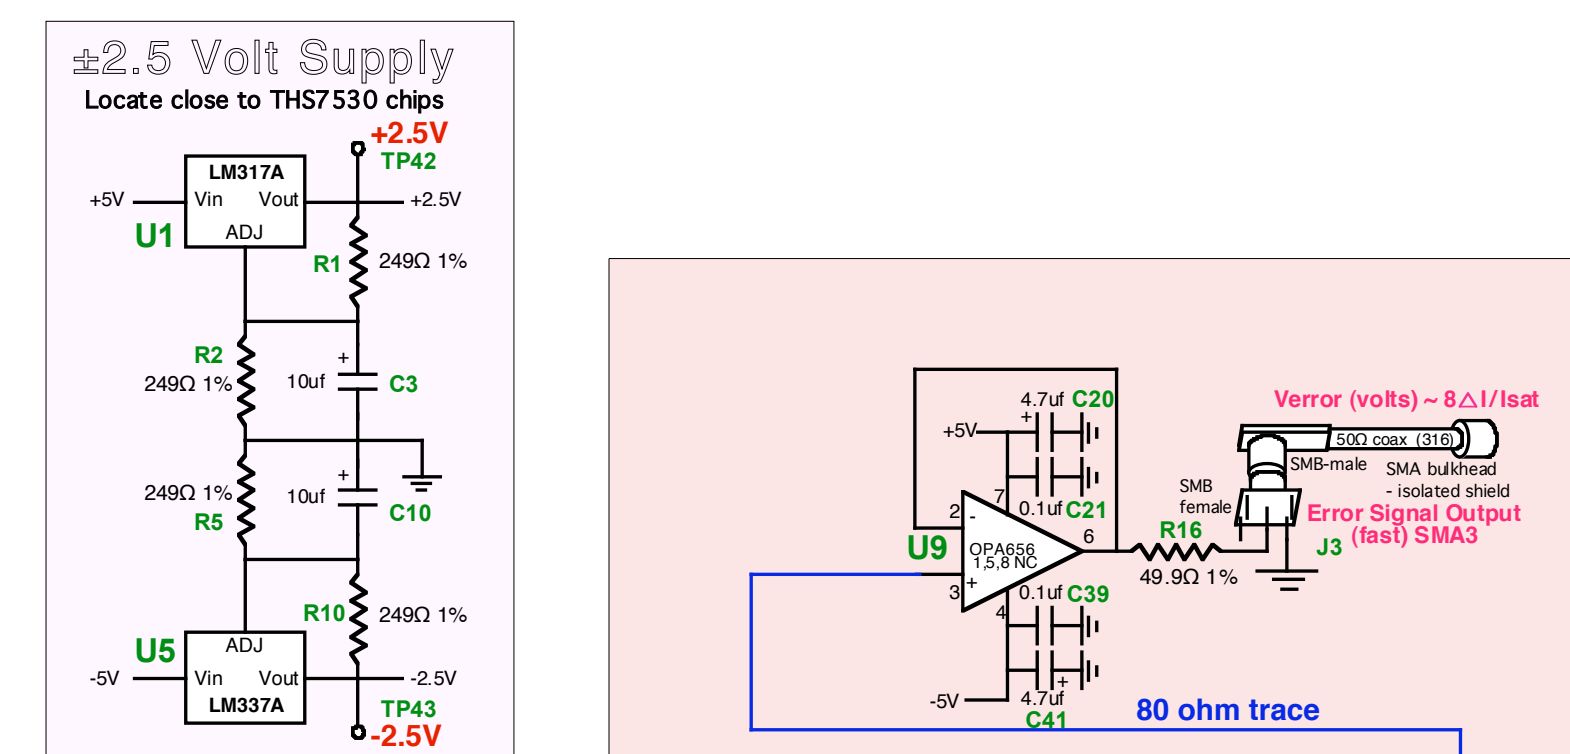 ±2.5 Volt Supply
Locate close to THS7530 chips
+2.5V
TP42
LM317A
+5V
Vin
Vout
+2.5V
U1
ADJ
R1
249Ω 1%
R2
249Ω 1%
+
10uf
C3
249Ω 1%
R5
+
10uf
C10
R10
249Ω 1%
U5
ADJ
-5V
Vin
Vout
-2.5V
LM337A
TP43
-2.5V
4.7uf C20
+
+5V
7
0.1uf C21
2
-
U9
OPA656
1,5,8 NC
6
+
3
0.1uf C39
4
+
-5V
4.7uf
C41
R16
49.9Ω 1%
Verror (volts) ~ 8△I/Isat
50Ω coax (316)
SMB-male
SMA bulkhead
- isolated shield
SMB
female
Error Signal Output
(fast) SMA3
J3
80 ohm trace